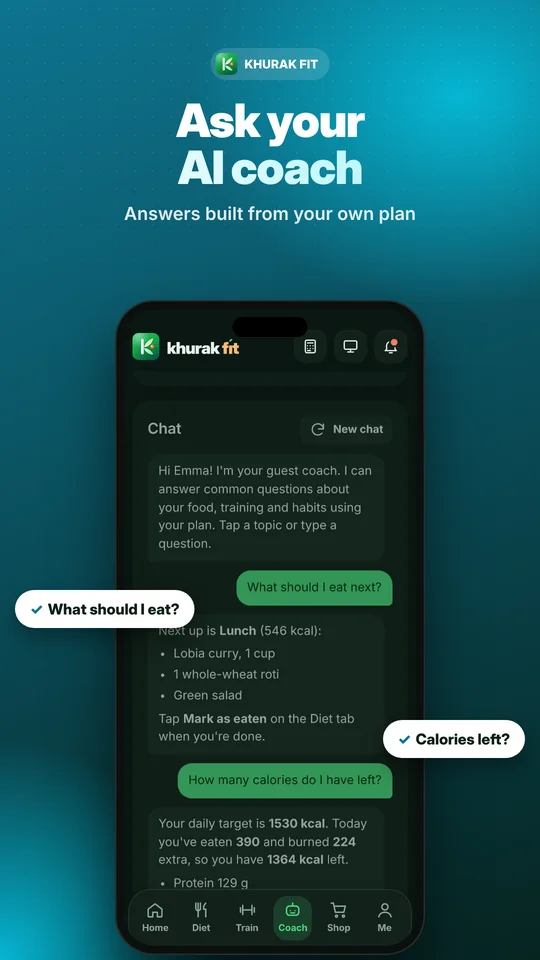 KHURAK FIT
Ask your
AI coach
Answers built from your own plan
khurak fit
Chat
New chat
Hi Emma! I'm your guest coach. I can
answer common questions about
your food, training and habits using
your plan. Tap a topic or type a
question.
What should I eat next?
✓ What should I eat?
Next up is Lunch (546 kcal):
• Lobia curry, 1 cup
• 1 whole-wheat roti
• Green salad
Tap Mark as eaten on the Diet tab
when you're done.
✓ Calories left?
How many calories do I have left?
Your daily target is 1530 kcal. Today
you've eaten 390 and burned 224
extra, so you have 1364 kcal left.
• Protein 129 g
Home Diet Train Coach Shop Me